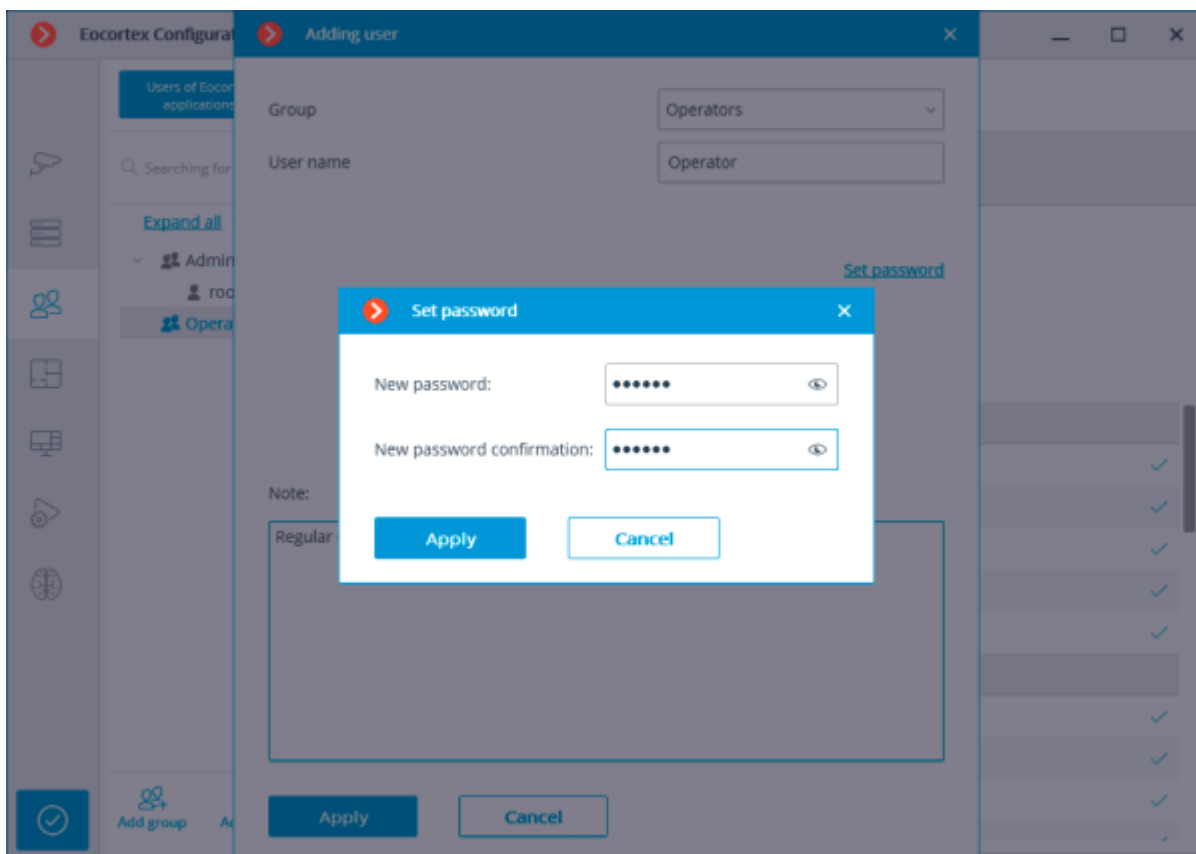 Eocortex Configurat
Adding user
Users of Eocor
applications
Group
Operators
Searching for
User name
Operator
Expand all
Admin
Set password
roo
Opera
Set password
New password:
New password confirmation:
Note:
Regular
Apply
Cancel
Add group
Apply
Cancel